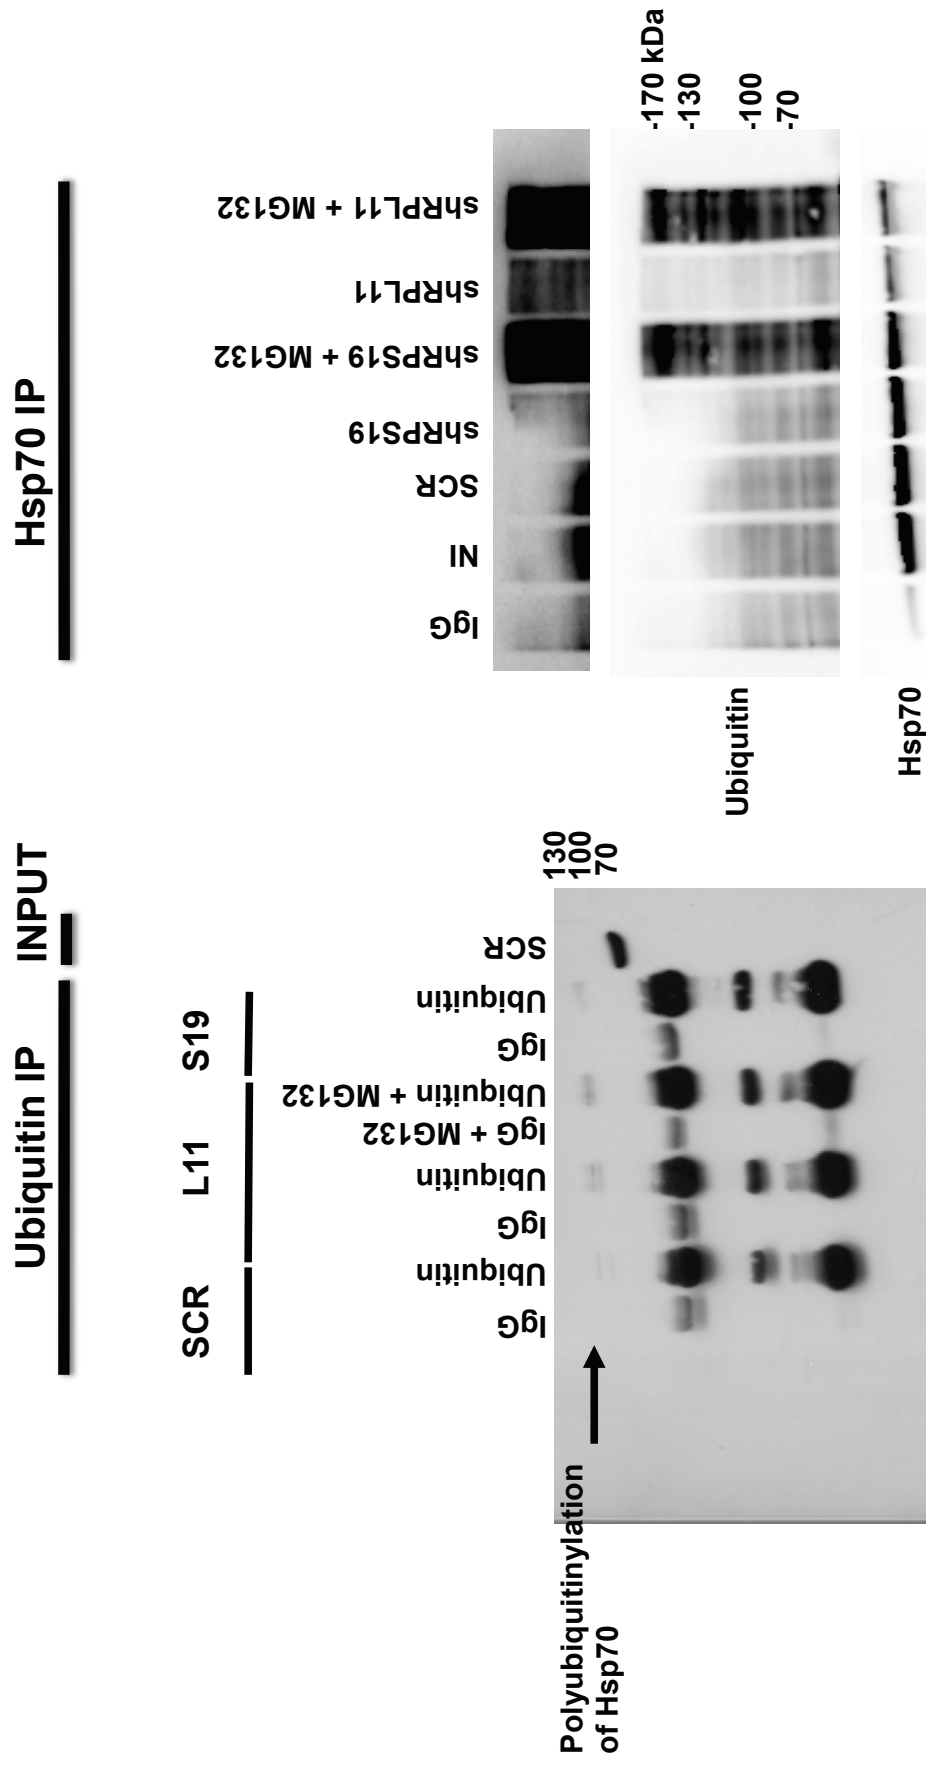 Ubiquitin IP
INPUT
SCR
L11
S19
IgG
Ubiquitin
IgG
Ubiquitin
IgG + MG132
Ubiquitin + MG132
IgG
Ubiquitin
SCR
130
100
70
Polyubiquitinylation
of Hsp70
Hsp70 IP
IgG
NI
SCR
shRPS19
shRPS19 + MG132
shRPL11
shRPL11 + MG132
-170 kDa
-130
-100
-70
Ubiquitin
Hsp70